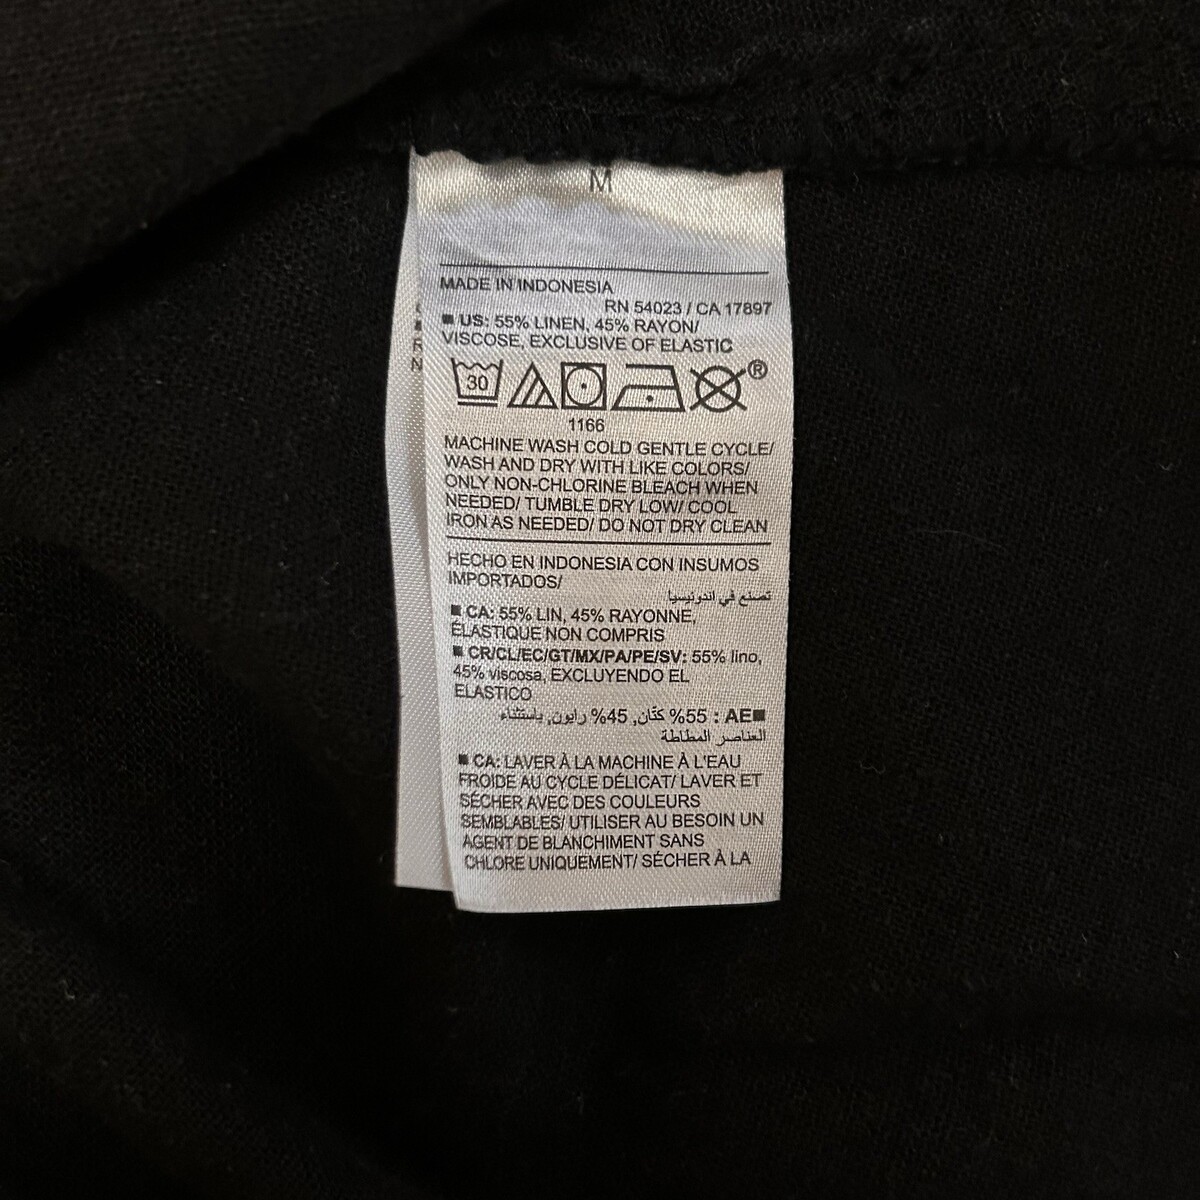 M
MADE IN INDONESIA
RN 54023 / CA 17897
■ US: 55% LINEN, 45% RAYON/
VISCOSE, EXCLUSIVE OF ELASTIC
30
®
1166
MACHINE WASH COLD GENTLE CYCLE/
WASH AND DRY WITH LIKE COLORS/
ONLY NON-CHLORINE BLEACH WHEN
NEEDED/ TUMBLE DRY LOW/ COOL
IRON AS NEEDED/ DO NOT DRY CLEAN
HECHO EN INDONESIA CON INSUMOS
IMPORTADOS/
تصنع في اندونيسيا
■ CA: 55% LIN, 45% RAYONNE,
ÉLASTIQUE NON COMPRIS
■ CR/CL/EC/GT/MX/PA/PE/SV: 55% lino,
45% viscosa, EXCLUYENDO EL
ELASTICO
■AE : 55% كتّان, 45% رايون, باستثناء
العناصر المطاطة
■ CA: LAVER À LA MACHINE À L'EAU
FROIDE AU CYCLE DÉLICAT/ LAVER ET
SÉCHER AVEC DES COULEURS
SEMBLABLES/ UTILISER AU BESOIN UN
AGENT DE BLANCHIMENT SANS
CHLORE UNIQUEMENT/ SÉCHER À LA